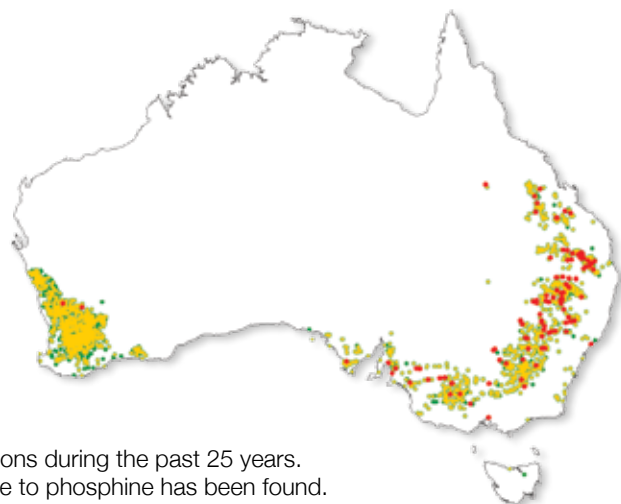 ons during the past 25 years.
e to phosphine has been found.